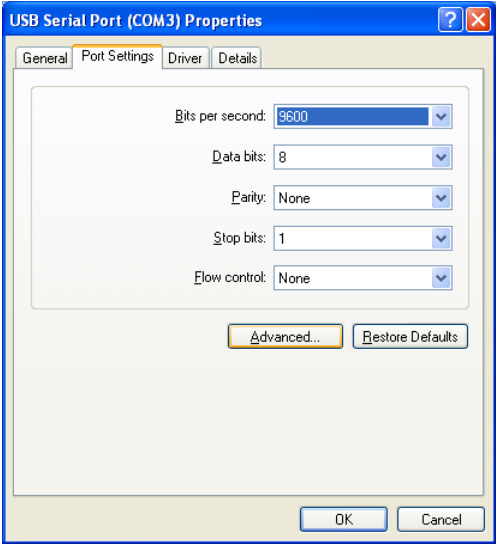 USB Serial Port (COM3) Properties
General Port Settings Driver Details
Bits per second: 9600
Data bits: 8
Parity: None
Stop bits: 1
Flow control: None
Advanced... Restore Defaults
OK Cancel